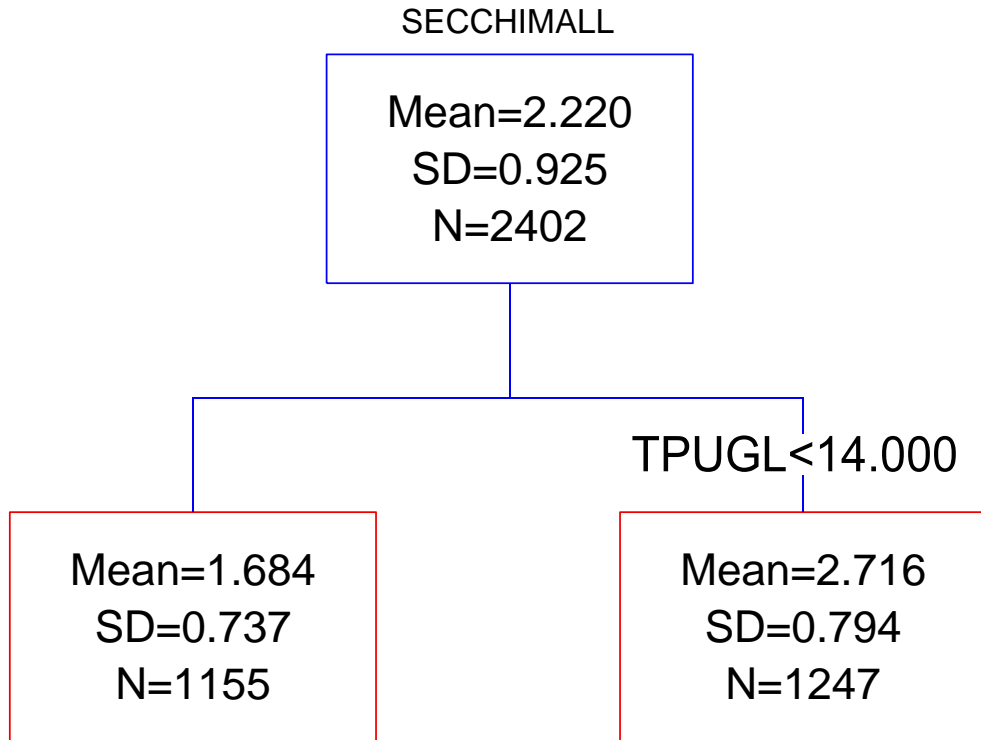 SECCHIMALL
Mean=2.220
SD=0.925
N=2402
TPUGL<14.000
Mean=1.684
SD=0.737
N=1155
Mean=2.716
SD=0.794
N=1247